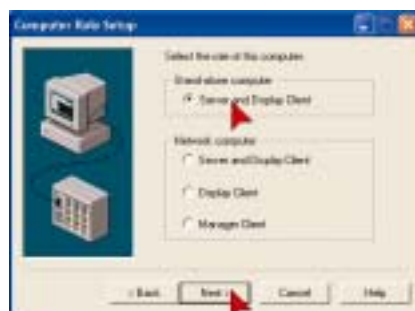 Computer Role Setup
Select the role of this computer.
Stand-alone computer
Server and Display Client
Network computer
Server and Display Client
Display Client
Manager Client
< Back
Next >
Cancel
Help